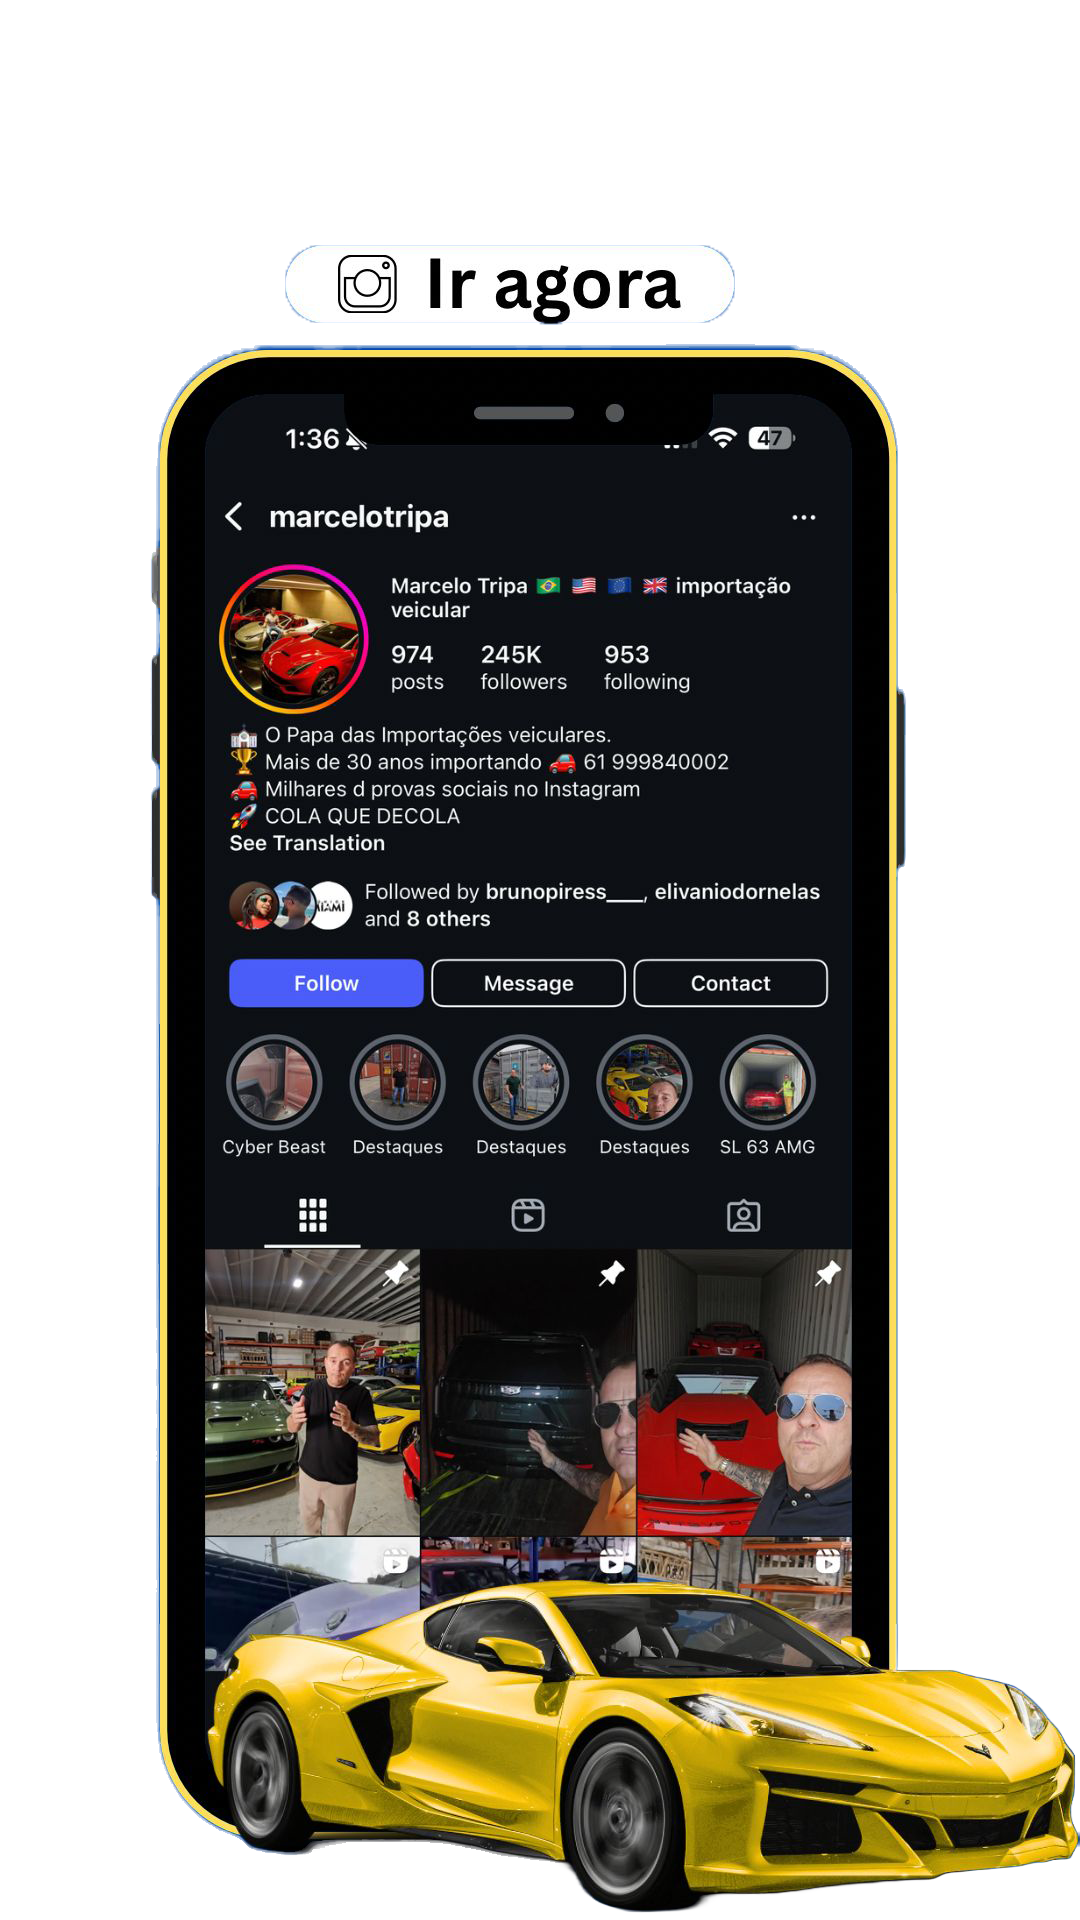 Ir agora
1:36
47
marcelotripa
Marcelo Tripa 🇧🇷 🇺🇸 🇪🇺 🇬🇧 importação
veicular
974 245K 953
posts followers following
💒 O Papa das Importações veiculares.
🏆 Mais de 30 anos importando 🚗 61 999840002
🚗 Milhares d provas sociais no Instagram
🚀 COLA QUE DECOLA
See Translation
Followed by brunopiress___, elivaniodornelas
and 8 others
Follow Message Contact
Cyber Beast Destaques Destaques Destaques SL 63 AMG